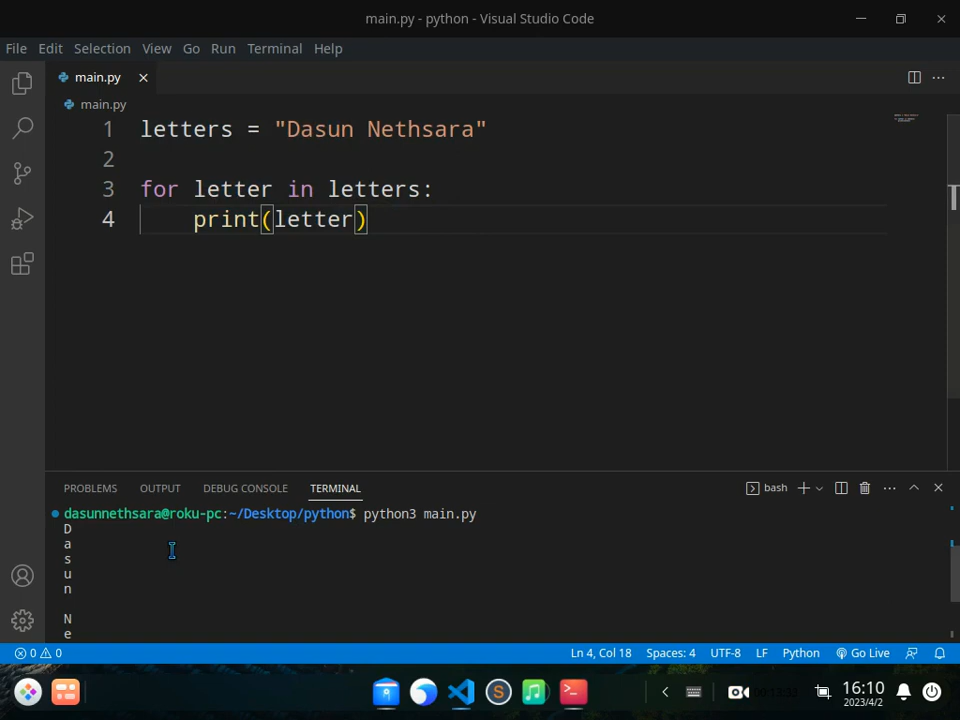 main.py - python - Visual Studio Code
File Edit Selection View Go Run Terminal Help
main.py
main.py
1 letters = "Dasun Nethsara"
2
3 for letter in letters:
4 print(letter)
PROBLEMS OUTPUT DEBUG CONSOLE TERMINAL bash
dasunnethsara@roku-pc:~/Desktop/python$ python3 main.py
D
a
s
u
n
N
e
0 0 Ln 4, Col 18 Spaces: 4 UTF-8 LF Python Go Live
16:10
2023/4/2